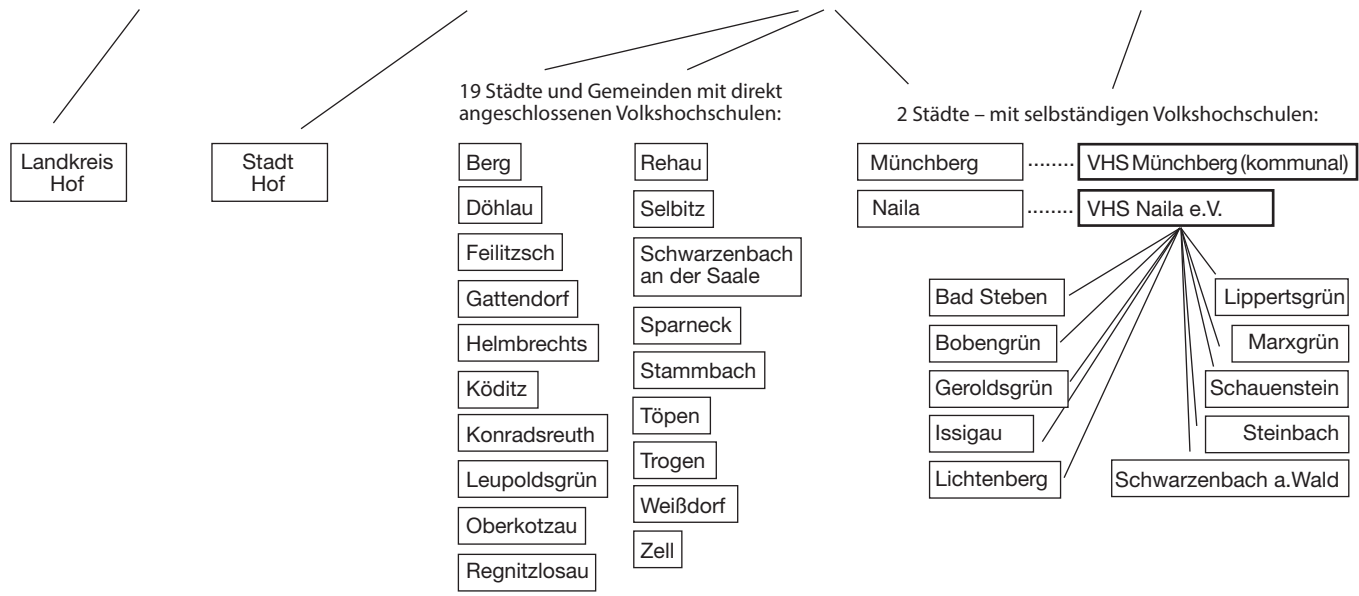 19 Städte und Gemeinden mit direkt
angeschlossenen Volkshochschulen:
2 Städte – mit selbständigen Volkshochschulen:
Landkreis
Hof
Stadt
Hof
Berg
Döhlau
Feilitzsch
Gattendorf
Helmbrechts
Köditz
Konradsreuth
Leupoldsgrün
Oberkotzau
Regnitzlosau
Rehau
Selbitz
Schwarzenbach
an der Saale
Sparneck
Stammbach
Töpen
Trogen
Weißdorf
Zell
Münchberg ........ VHS Münchberg (kommunal)
Naila ........ VHS Naila e.V.
Bad Steben
Bobengrün
Geroldsgrün
Issigau
Lichtenberg
Lippertsgrün
Marxgrün
Schauenstein
Steinbach
Schwarzenbach a.Wald